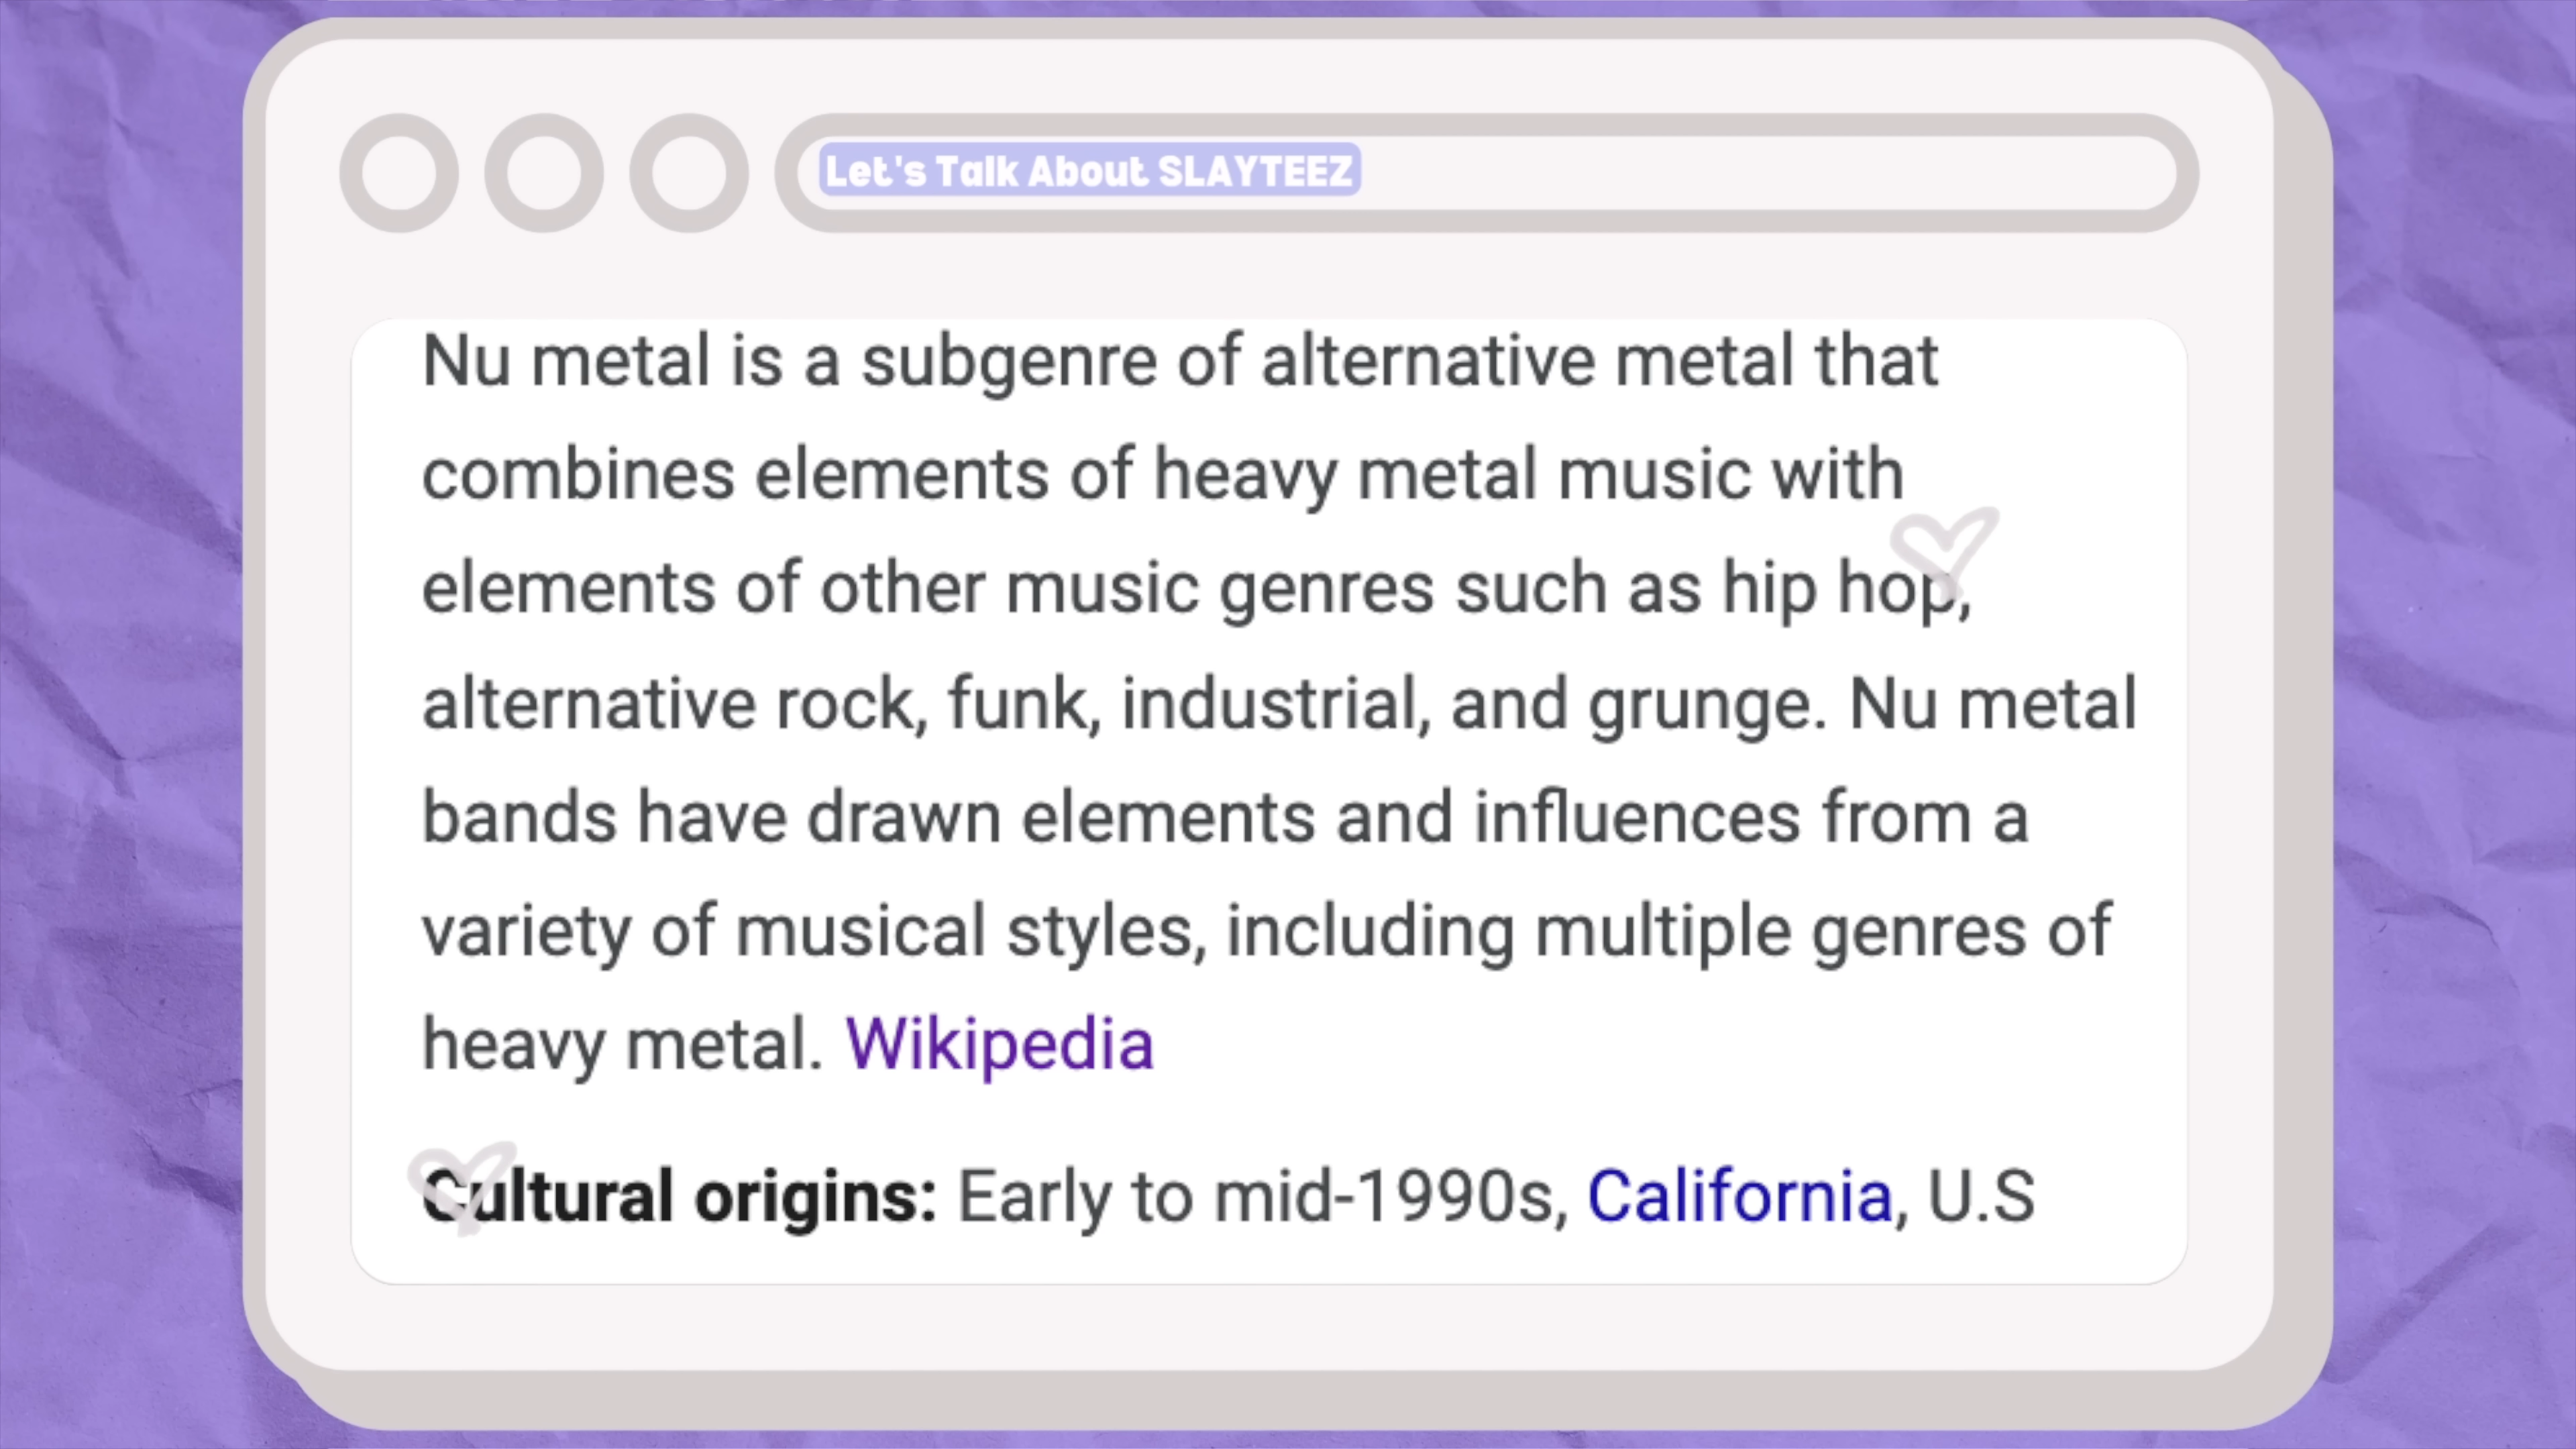 Let's Talk About SLAYTEEZ
Nu metal is a subgenre of alternative metal that
combines elements of heavy metal music with
elements of other music genres such as hip hop,
alternative rock, funk, industrial, and grunge. Nu metal
bands have drawn elements and influences from a
variety of musical styles, including multiple genres of
heavy metal. Wikipedia
Cultural origins: Early to mid-1990s, California, U.S